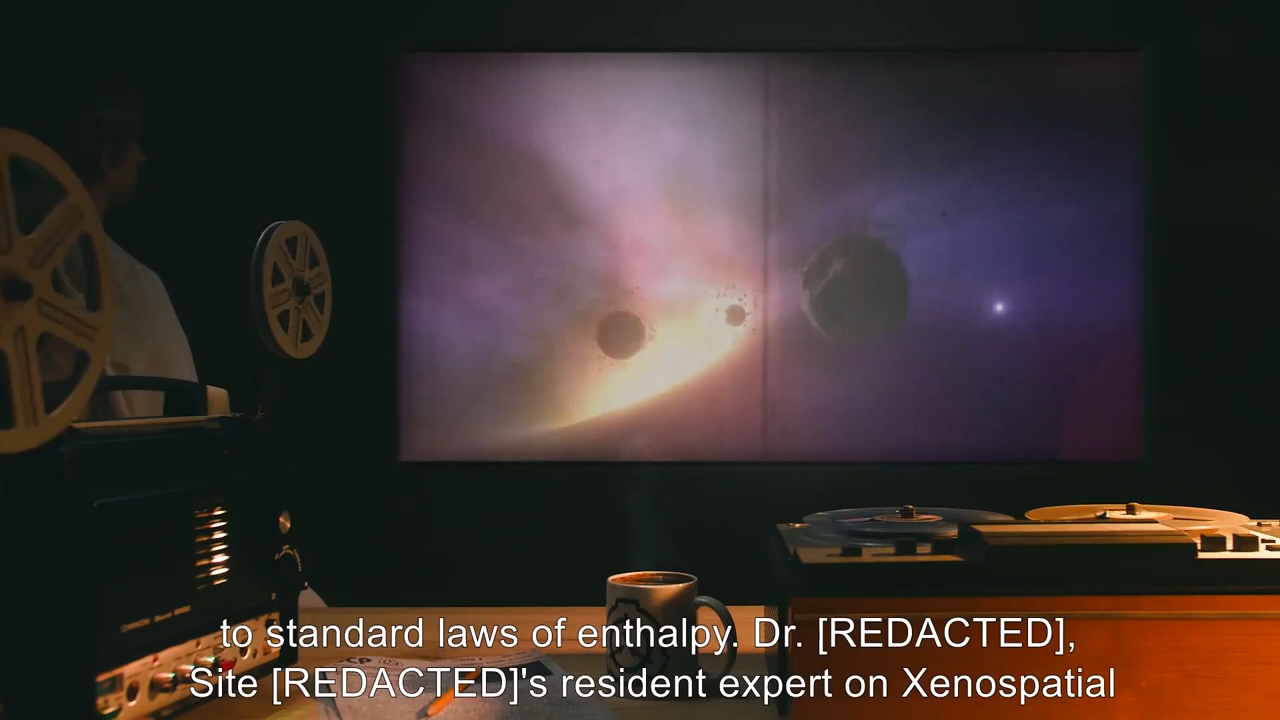 to standard laws of enthalpy. Dr. [REDACTED],
Site [REDACTED]'s resident expert on Xenospatial